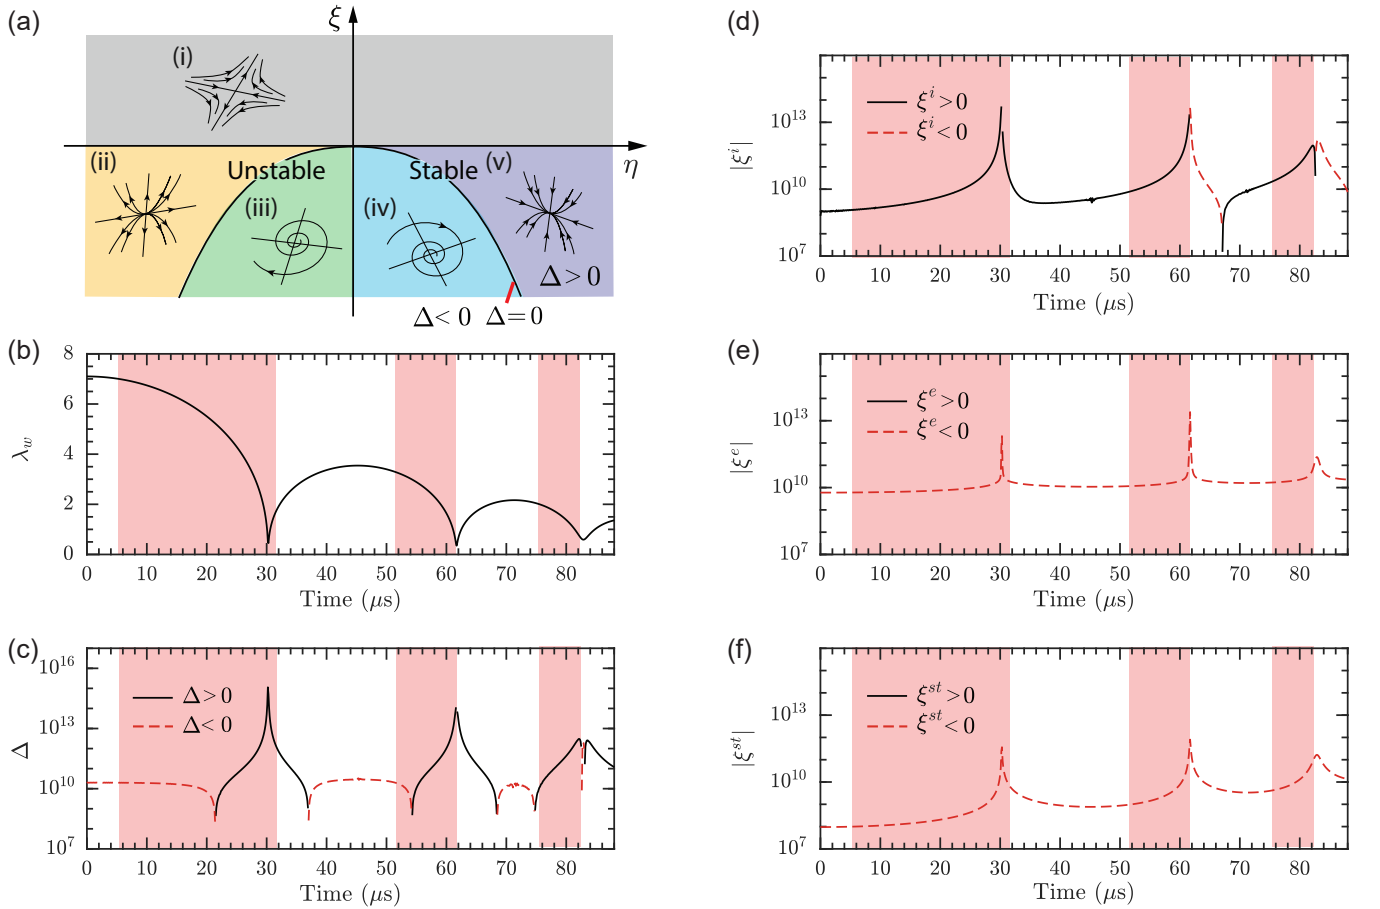 (a)
ξ
(i)
η
(ii)
Unstable
Stable
(v)
(iii)
(iv)
Δ > 0
Δ < 0
Δ = 0
(b)
8
6
4
2
0
λ_w
0 10 20 30 40 50 60 70 80
Time (μs)
(c)
10^16
10^13
10^10
10^7
Δ
Δ > 0
Δ < 0
0 10 20 30 40 50 60 70 80
Time (μs)
(d)
10^13
10^10
10^7
|ξ^i|
ξ^i > 0
ξ^i < 0
0 10 20 30 40 50 60 70 80
Time (μs)
(e)
10^13
10^10
10^7
|ξ^e|
ξ^e > 0
ξ^e < 0
0 10 20 30 40 50 60 70 80
Time (μs)
(f)
10^13
10^10
10^7
|ξ^st|
ξ^st > 0
ξ^st < 0
0 10 20 30 40 50 60 70 80
Time (μs)